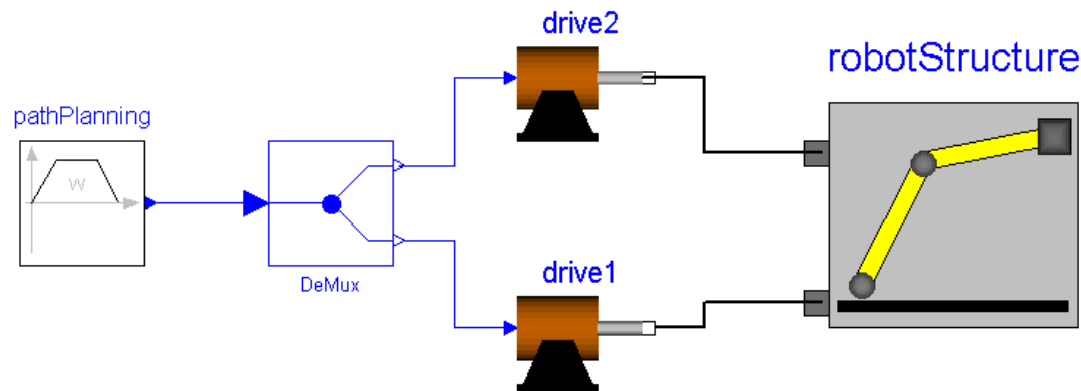 drive2
robotStructure
pathPlanning
w
DeMux
drive1